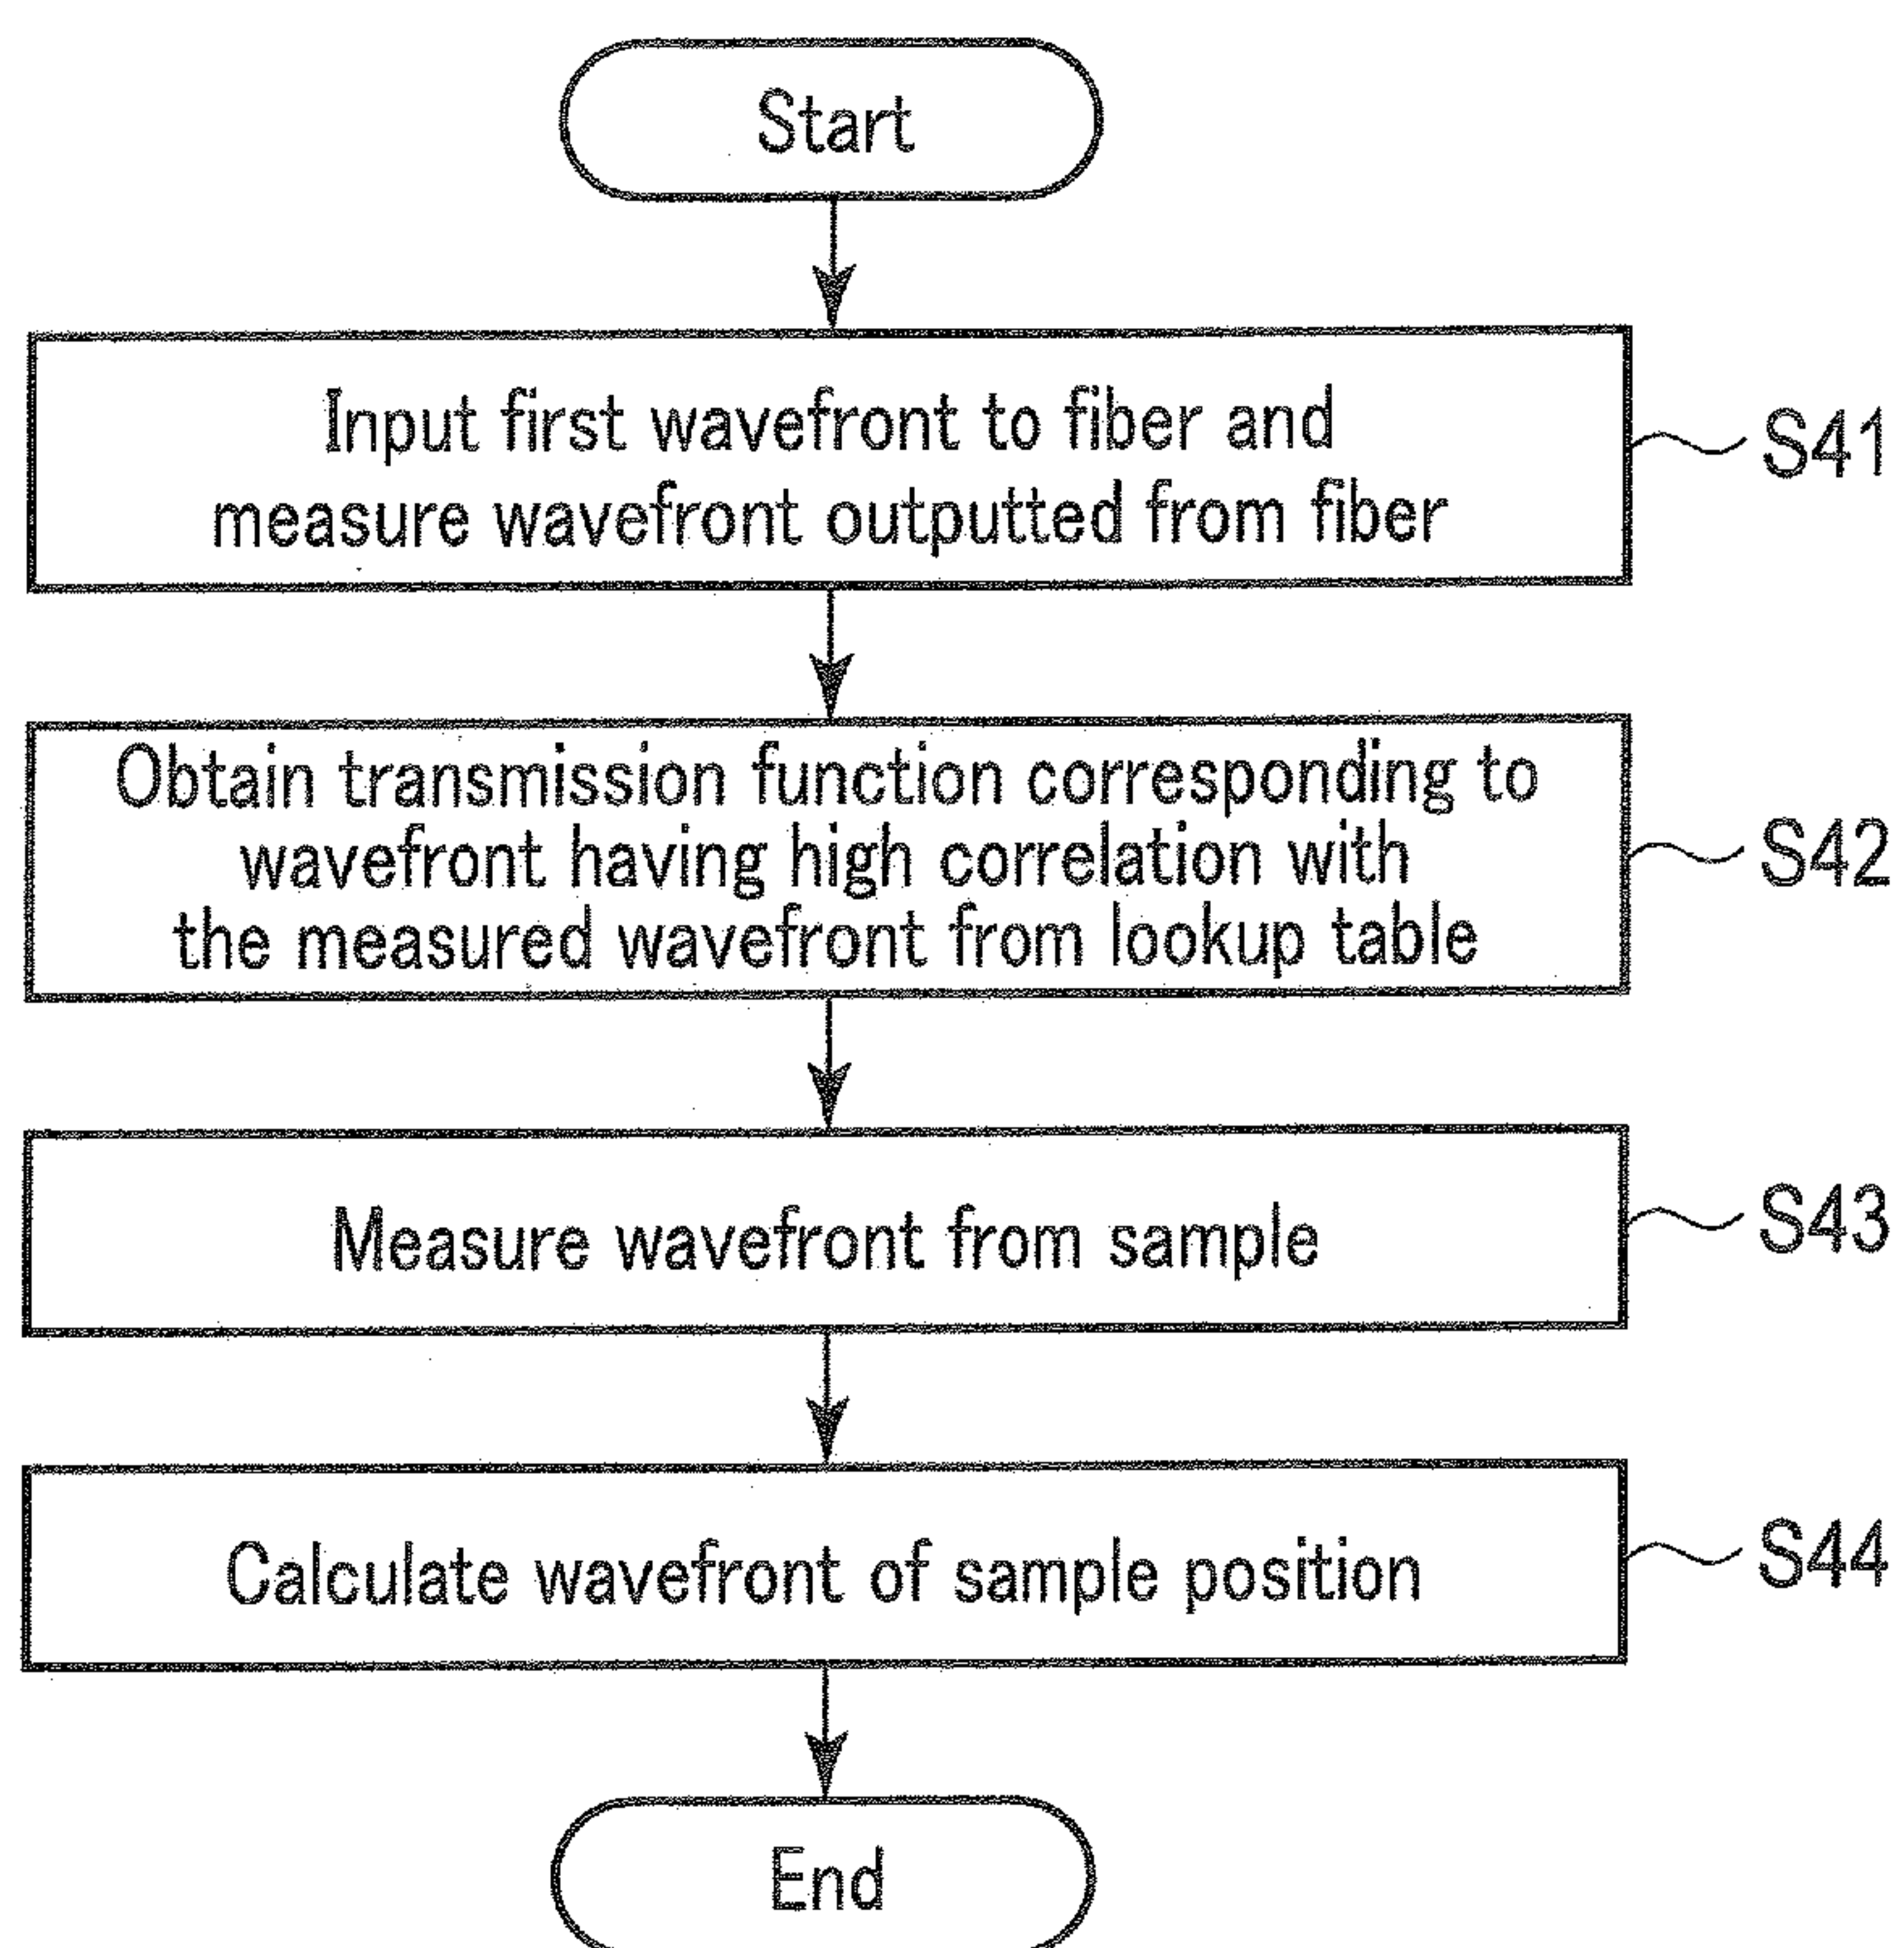 Start
Input first wavefront to fiber and
measure wavefront outputted from fiber
S41
Obtain transmission function corresponding to
wavefront having high correlation with
the measured wavefront from lookup table
S42
Measure wavefront from sample
S43
Calculate wavefront of sample position
S44
End